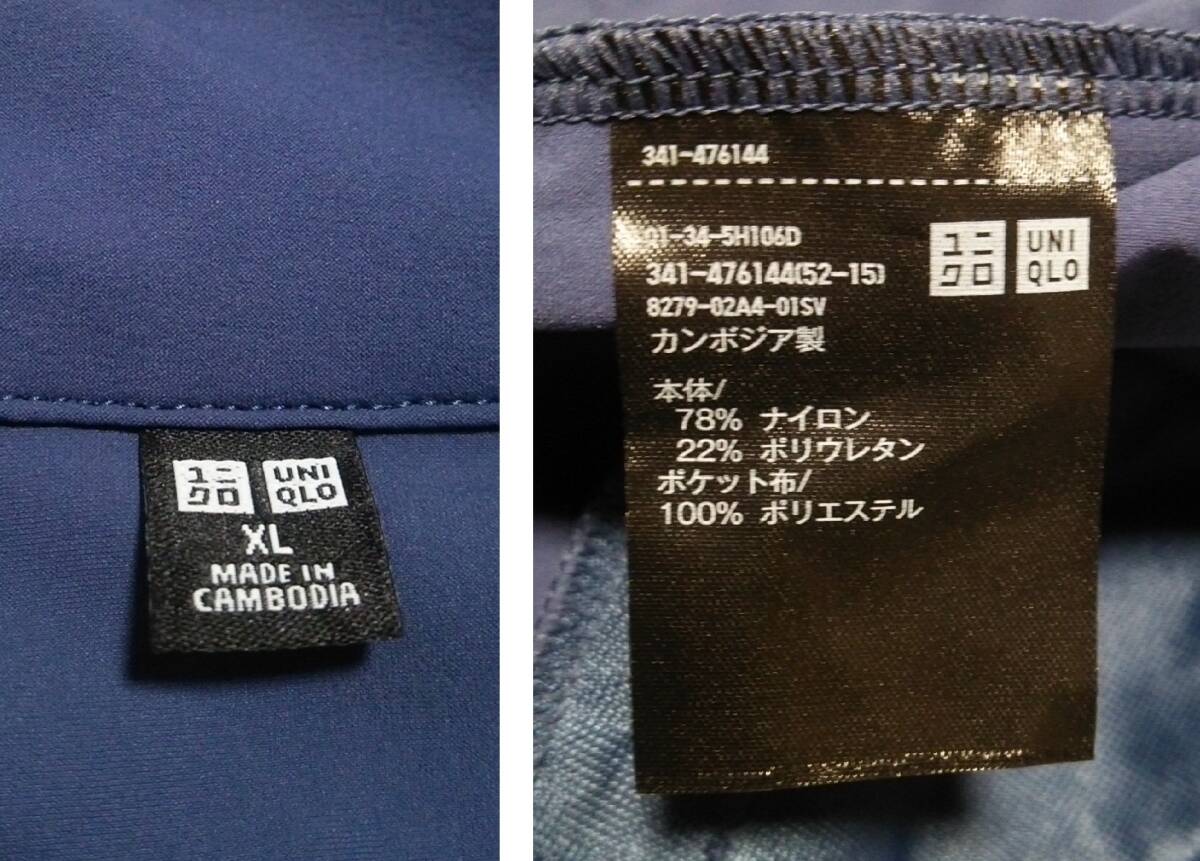 ユニ UNI
クロ QLO
XL
MADE IN
CAMBODIA
341-476144
01-34-5H106D
ユニ UNI
クロ QLO
341-476144(52-15)
8279-02A4-01SV
カンボジア製
本体/
78% ナイロン
22% ポリウレタン
ポケット布/
100% ポリエステル